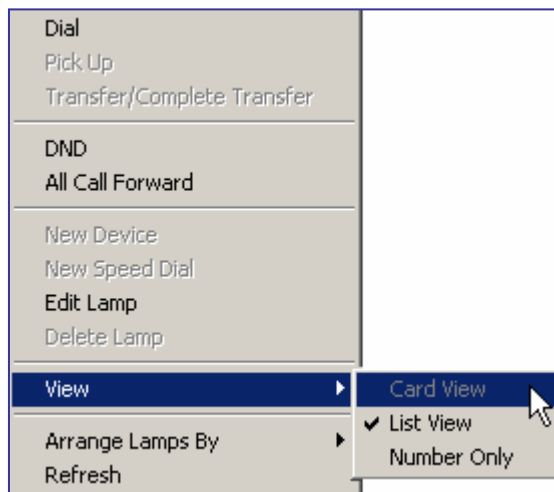 Dial
Pick Up
Transfer/Complete Transfer
DND
All Call Forward
New Device
New Speed Dial
Edit Lamp
Delete Lamp
View
Card View
List View
Number Only
Arrange Lamps By
Refresh